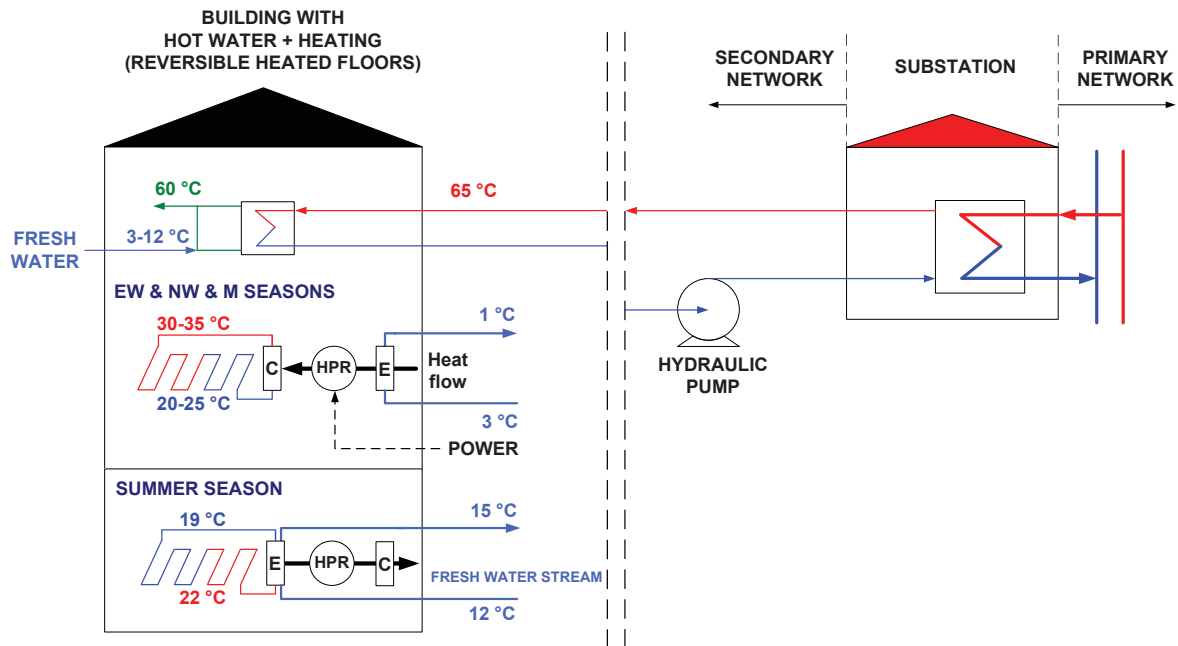 BUILDING WITH
HOT WATER + HEATING
(REVERSIBLE HEATED FLOORS)
SECONDARY
NETWORK
SUBSTATION
PRIMARY
NETWORK
60 °C
65 °C
3-12 °C
FRESH
WATER
EW & NW & M SEASONS
30-35 °C
1 °C
C
HPR
E
Heat
flow
20-25 °C
3 °C
POWER
HYDRAULIC
PUMP
SUMMER SEASON
19 °C
15 °C
E
HPR
C
FRESH WATER STREAM
22 °C
12 °C